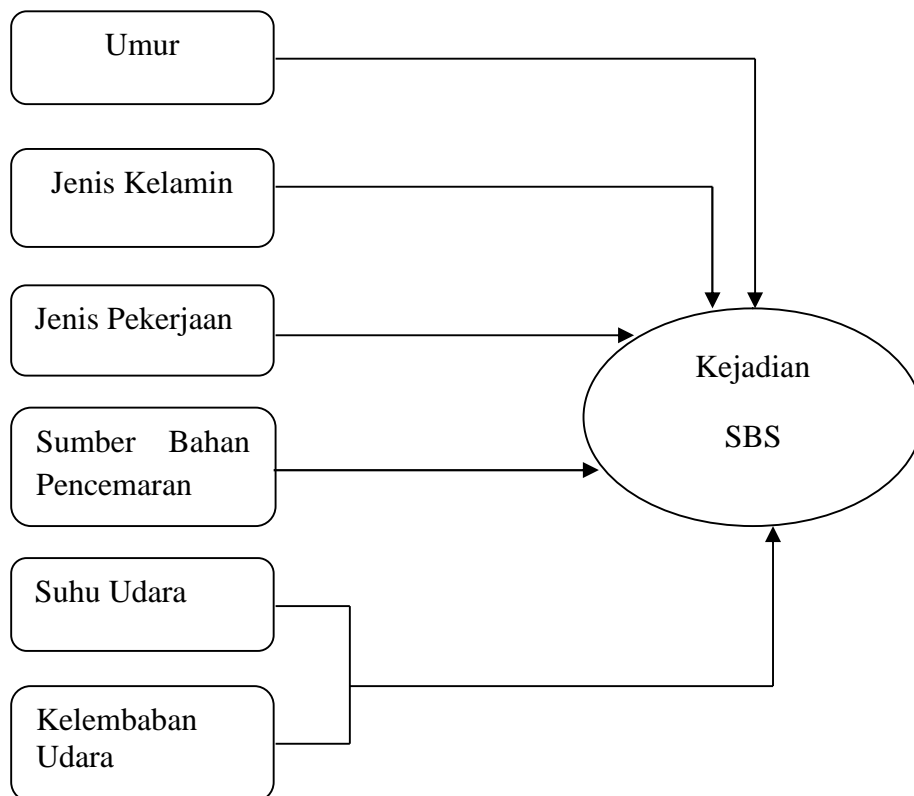 Umur
Jenis Kelamin
Jenis Pekerjaan
Kejadian
SBS
Sumber Bahan
Pencemaran
Suhu Udara
Kelembaban
Udara